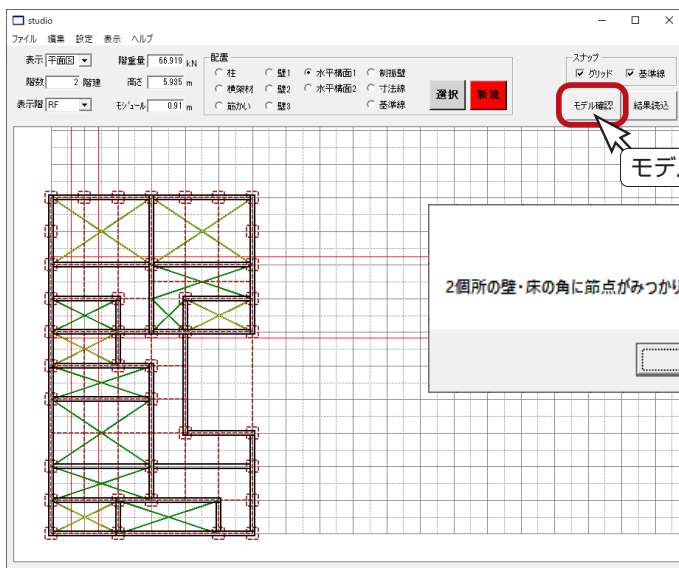 studio
ファイル 編集 設定 表示 ヘルプ
表示 平面図 階重量 66.919 kN
階数 2 階建 高さ 5.935 m
表示階 RF モジュール 0.91 m
配置
柱 壁1 水平構面1 制振壁
横架材 壁2 水平構面2 寸法線
筋かい 壁3 基準線
選択 新規
スナップ
グリッド 基準線
モデル確認 結果読込
モデ
2個所の壁・床の角に節点がみつかり